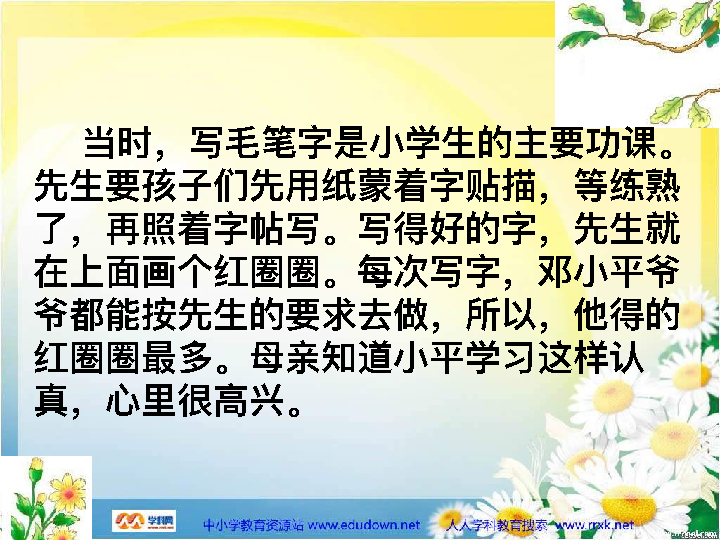 当时，写毛笔字是小学生的主要功课。
先生要孩子们先用纸蒙着字贴描，等练熟
了，再照着字帖写。写得好的字，先生就
在上面画个红圈圈。每次写字，邓小平爷
爷都能按先生的要求去做，所以，他得的
红圈圈最多。母亲知道小平学习这样认
真，心里很高兴。
学科网
中小学教育资源站 www.edudown.net 人人学科教育搜索 www.rrxk.net